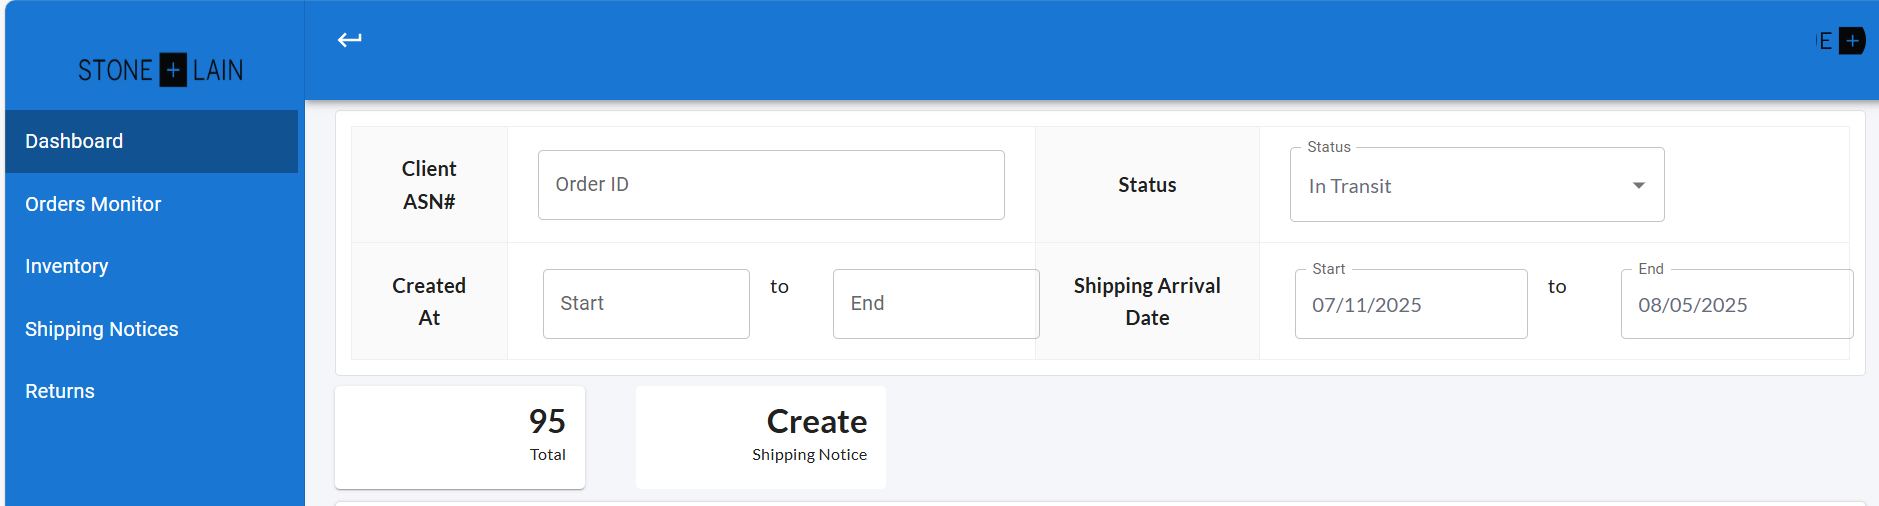 STONE + LAIN
E +
Dashboard
Orders Monitor
Inventory
Shipping Notices
Returns
Client
ASN#
Order ID
Status
Status
In Transit
Created
At
Start
to
End
Shipping Arrival
Date
Start
07/11/2025
to
End
08/05/2025
95
Total
Create
Shipping Notice